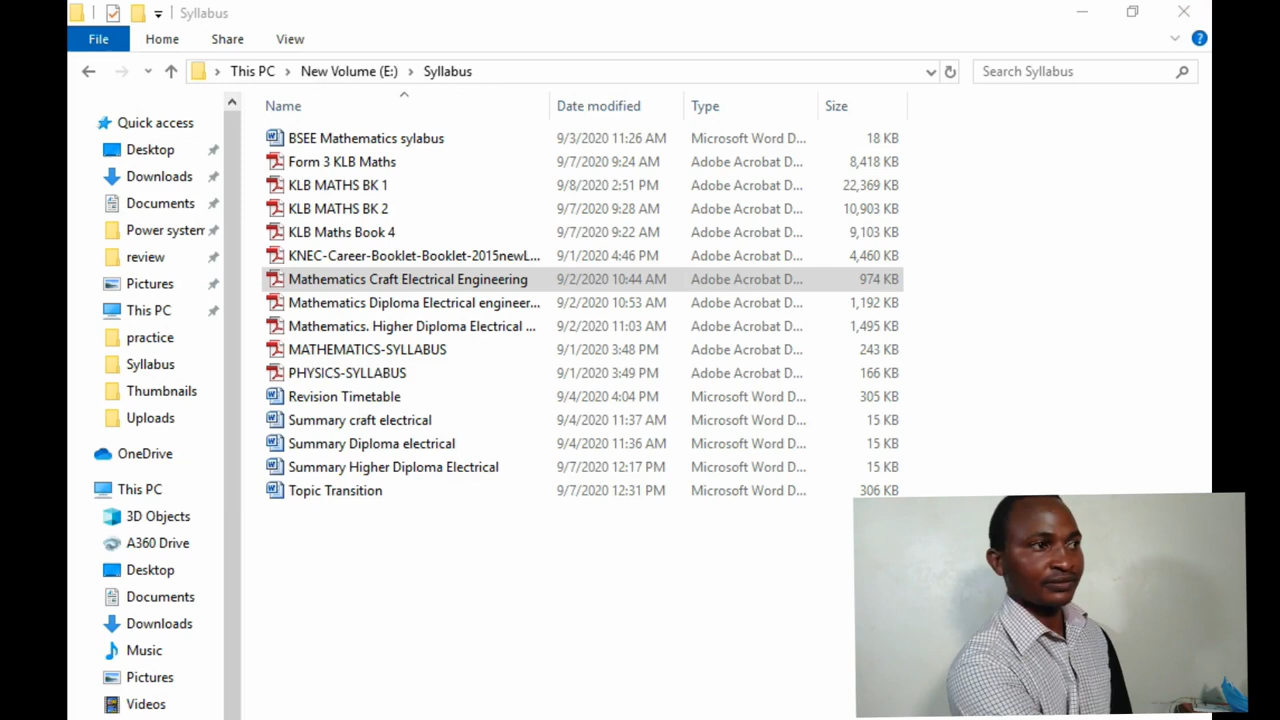 Syllabus
File Home Share View
This PC New Volume (E:) Syllabus Search Syllabus
Name Date modified Type Size
Quick access
Desktop
Downloads
Documents
Power system
review
Pictures
This PC
practice
Syllabus
Thumbnails
Uploads
OneDrive
This PC
3D Objects
A360 Drive
Desktop
Documents
Downloads
Music
Pictures
Videos
BSEE Mathematics sylabus 9/3/2020 11:26 AM Microsoft Word D... 18 KB
Form 3 KLB Maths 9/7/2020 9:24 AM Adobe Acrobat D... 8,418 KB
KLB MATHS BK 1 9/8/2020 2:51 PM Adobe Acrobat D... 22,369 KB
KLB MATHS BK 2 9/7/2020 9:28 AM Adobe Acrobat D... 10,903 KB
KLB Maths Book 4 9/7/2020 9:22 AM Adobe Acrobat D... 9,103 KB
KNEC-Career-Booklet-Booklet-2015newL... 9/1/2020 4:46 PM Adobe Acrobat D... 4,460 KB
Mathematics Craft Electrical Engineering 9/2/2020 10:44 AM Adobe Acrobat D... 974 KB
Mathematics Diploma Electrical engineer... 9/2/2020 10:53 AM Adobe Acrobat D... 1,192 KB
Mathematics. Higher Diploma Electrical ... 9/2/2020 11:03 AM Adobe Acrobat D... 1,495 KB
MATHEMATICS-SYLLABUS 9/1/2020 3:48 PM Adobe Acrobat D... 243 KB
PHYSICS-SYLLABUS 9/1/2020 3:49 PM Adobe Acrobat D... 166 KB
Revision Timetable 9/4/2020 4:04 PM Microsoft Word D... 305 KB
Summary craft electrical 9/4/2020 11:37 AM Microsoft Word D... 15 KB
Summary Diploma electrical 9/4/2020 11:36 AM Microsoft Word D... 15 KB
Summary Higher Diploma Electrical 9/7/2020 12:17 PM Microsoft Word D... 15 KB
Topic Transition 9/7/2020 12:31 PM Microsoft Word D... 306 KB